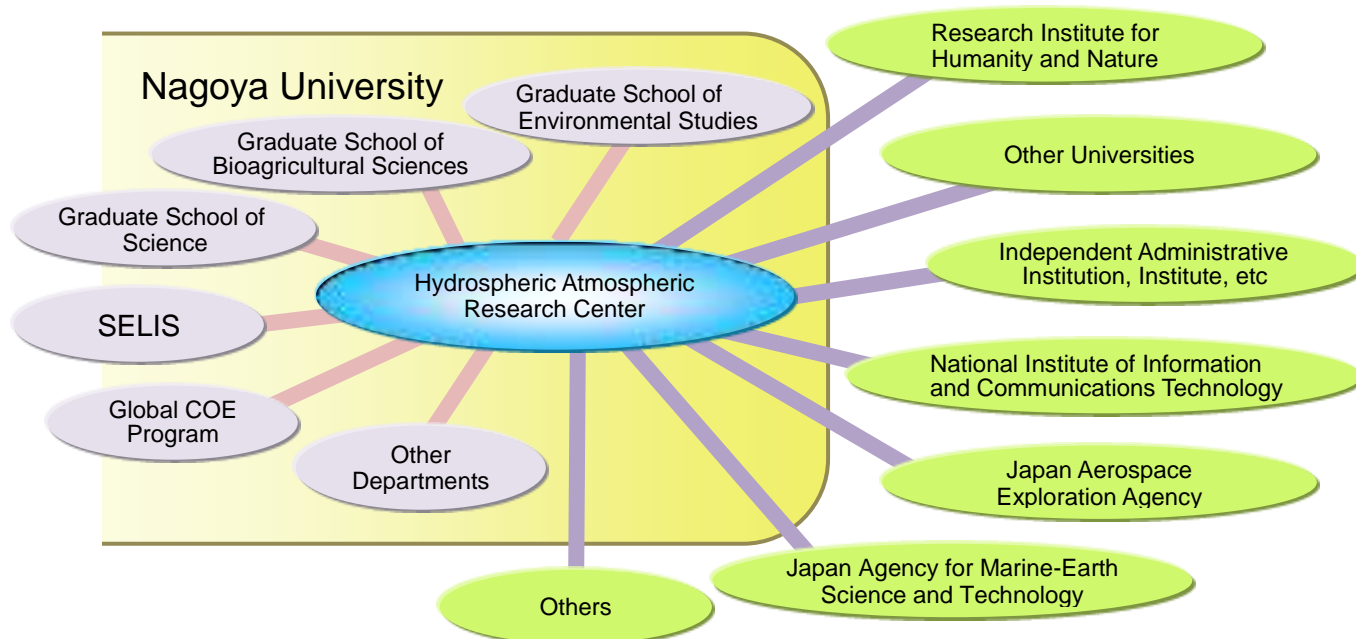 Nagoya University
Graduate School of
Environmental Studies
Graduate School of
Bioagricultural Sciences
Graduate School of
Science
SELIS
Global COE
Program
Other
Departments
Hydrospheric Atmospheric
Research Center
Research Institute for
Humanity and Nature
Other Universities
Independent Administrative
Institution, Institute, etc
National Institute of Information
and Communications Technology
Japan Aerospace
Exploration Agency
Japan Agency for Marine-Earth
Science and Technology
Others